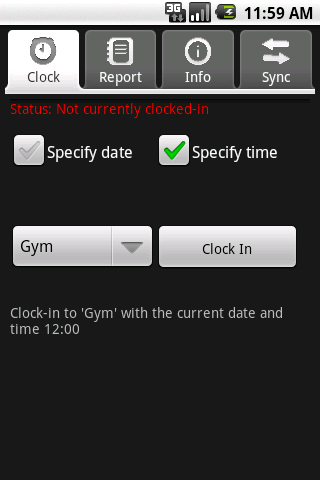 3G 11:59 AM
Clock Report Info Sync
Status: Not currently clocked-in
Specify date Specify time
Gym Clock In
Clock-in to 'Gym' with the current date and
time 12:00